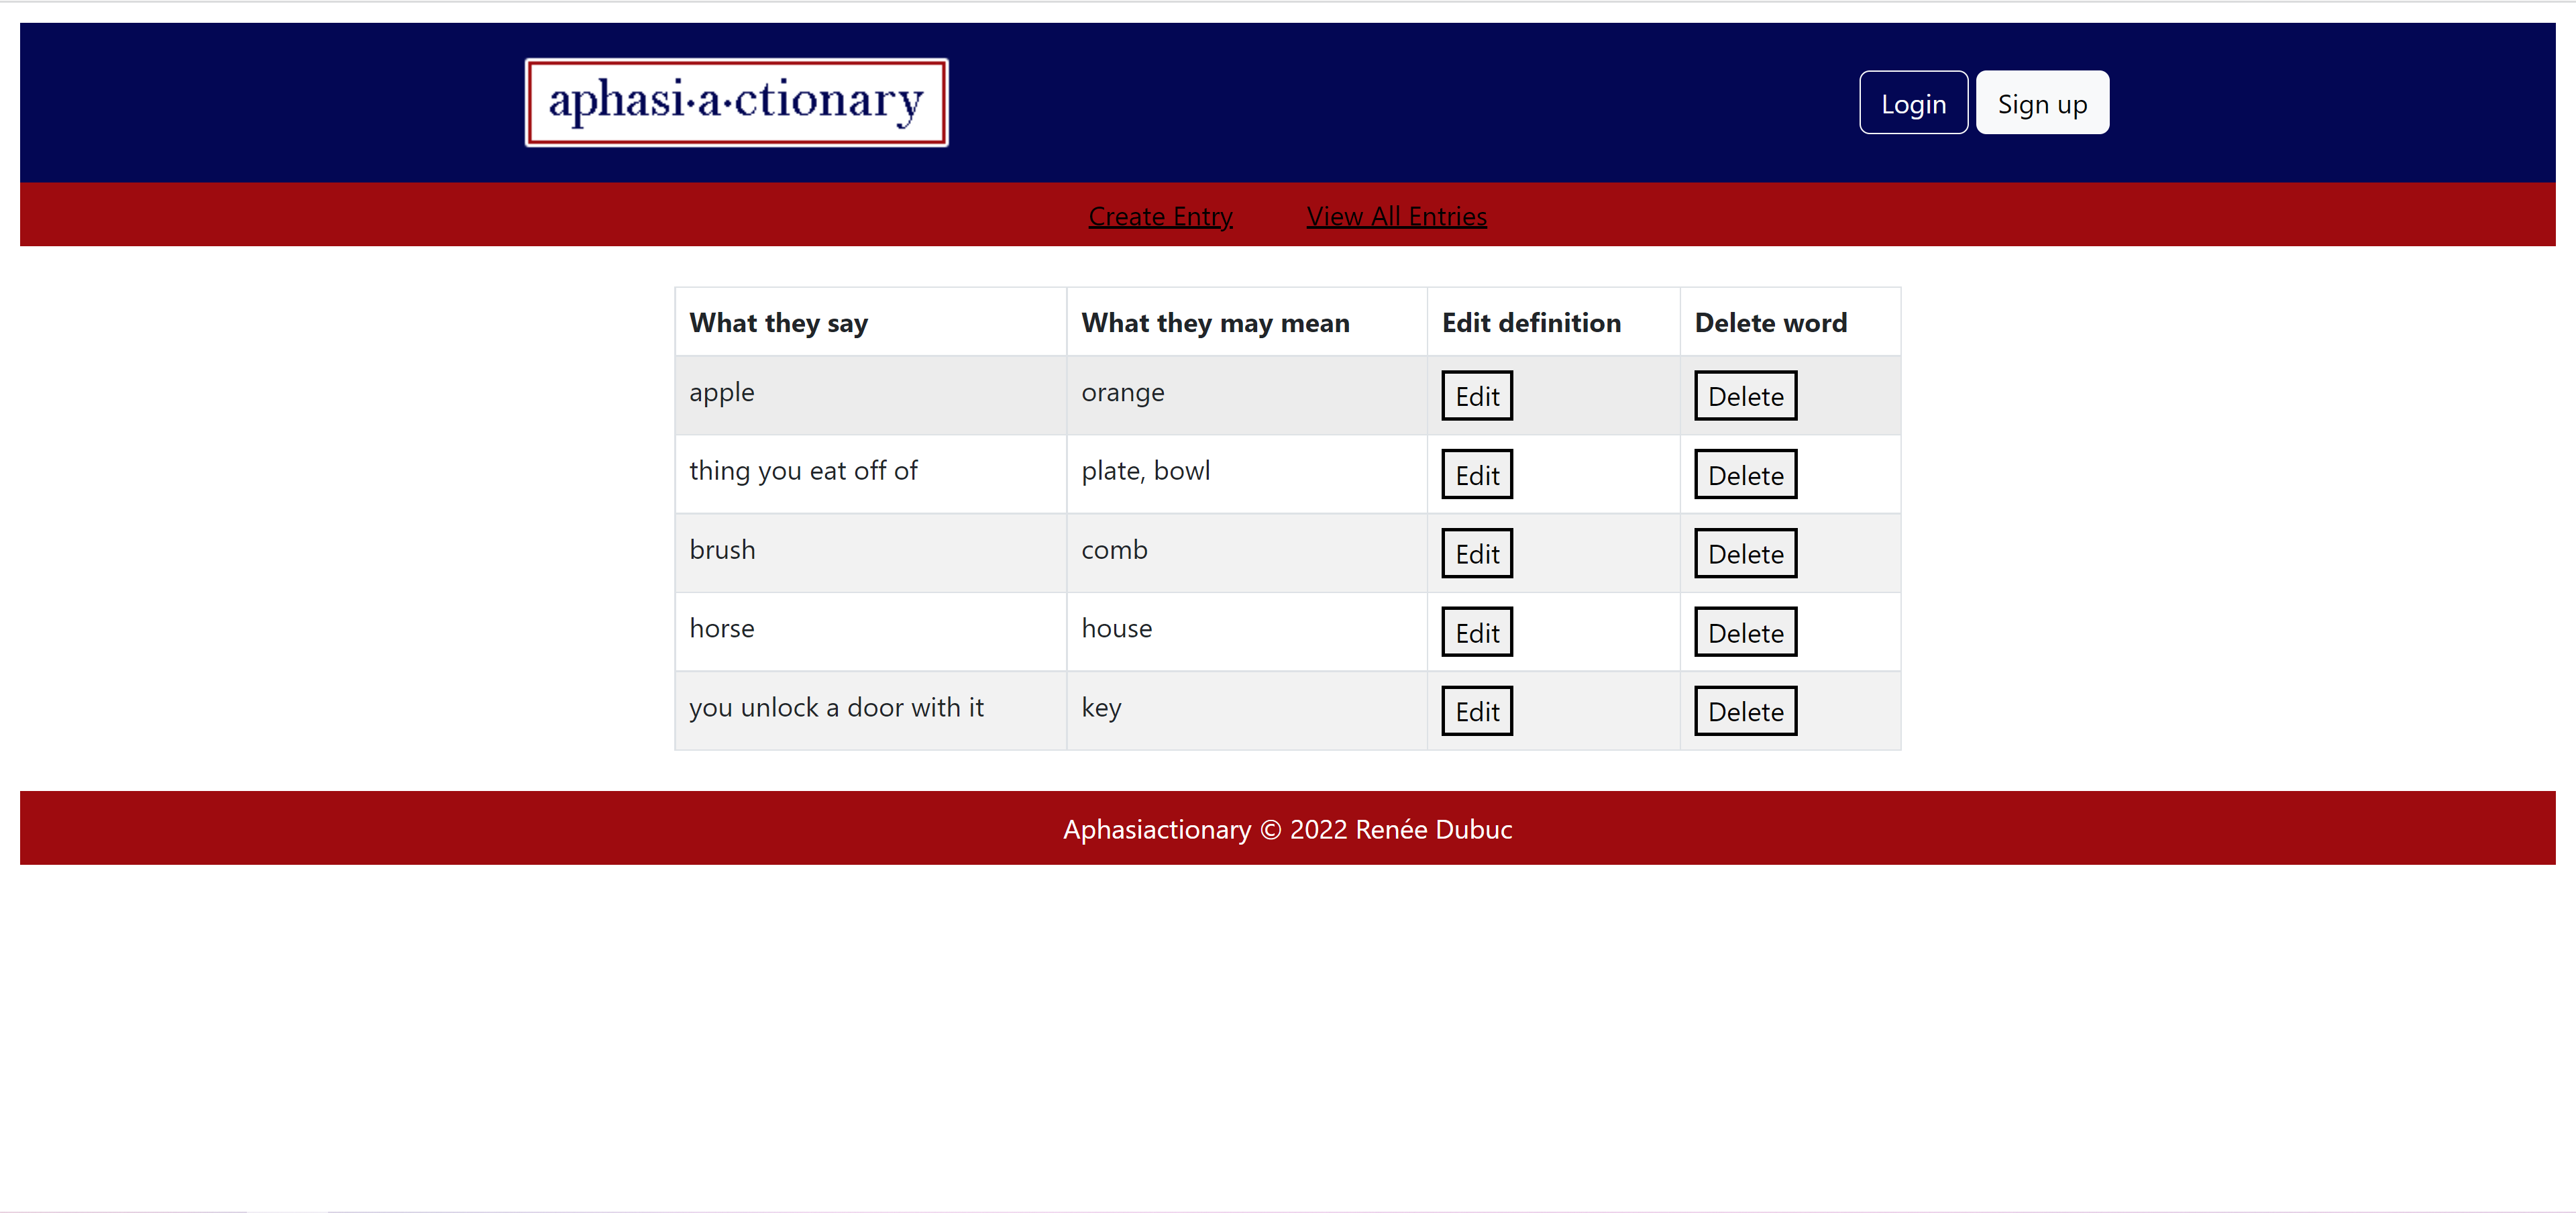 aphasi·a·ctionary
Login Sign up
Create Entry View All Entries
What they say What they may mean Edit definition Delete word
apple orange Edit Delete
thing you eat off of plate, bowl Edit Delete
brush comb Edit Delete
horse house Edit Delete
you unlock a door with it key Edit Delete
Aphasiactionary © 2022 Renée Dubuc